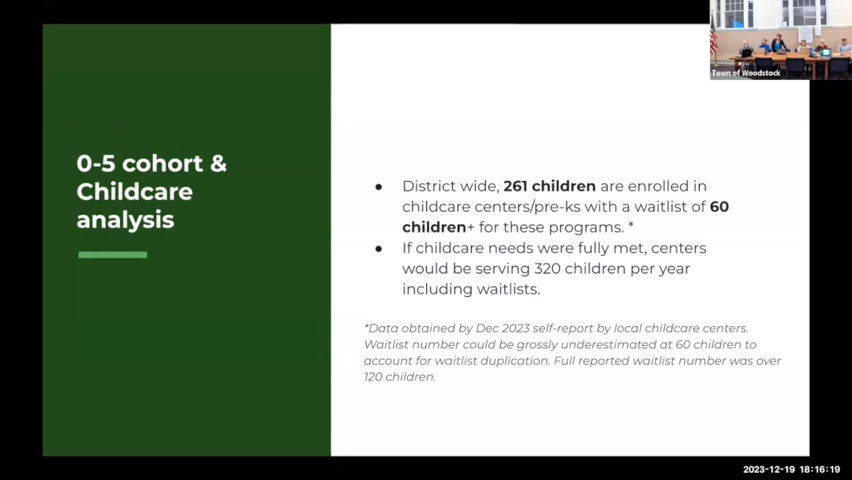 Town of Woodstock
0-5 cohort &
Childcare
analysis
● District wide, 261 children are enrolled in
childcare centers/pre-ks with a waitlist of 60
children+ for these programs. *
● If childcare needs were fully met, centers
would be serving 320 children per year
including waitlists.
*Data obtained by Dec 2023 self-report by local childcare centers.
Waitlist number could be grossly underestimated at 60 children to
account for waitlist duplication. Full reported waitlist number was over
120 children.
2023-12-19 18:16:19